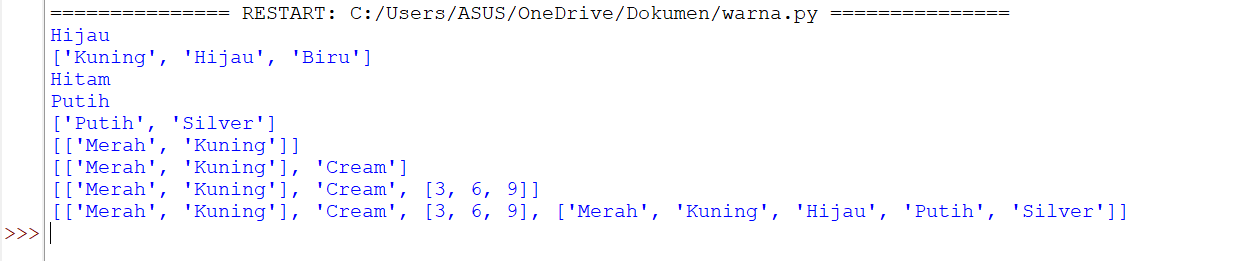 =============== RESTART: C:/Users/ASUS/OneDrive/Dokumen/warna.py ===============
Hijau
['Kuning', 'Hijau', 'Biru']
Hitam
Putih
['Putih', 'Silver']
[['Merah', 'Kuning']]
[['Merah', 'Kuning'], 'Cream']
[['Merah', 'Kuning'], 'Cream', [3, 6, 9]]
[['Merah', 'Kuning'], 'Cream', [3, 6, 9], ['Merah', 'Kuning', 'Hijau', 'Putih', 'Silver']]
>>>